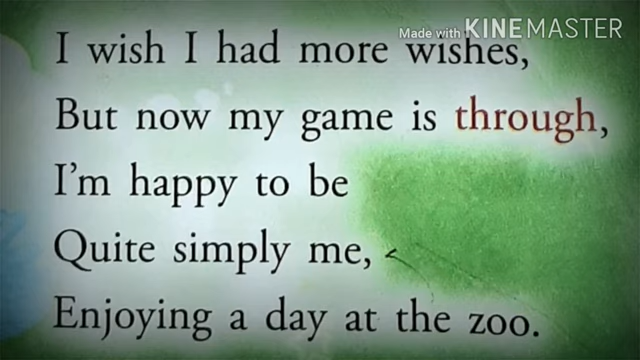 Made with KINEMASTER
I wish I had more wishes,
But now my game is through,
I'm happy to be
Quite simply me,
Enjoying a day at the zoo.